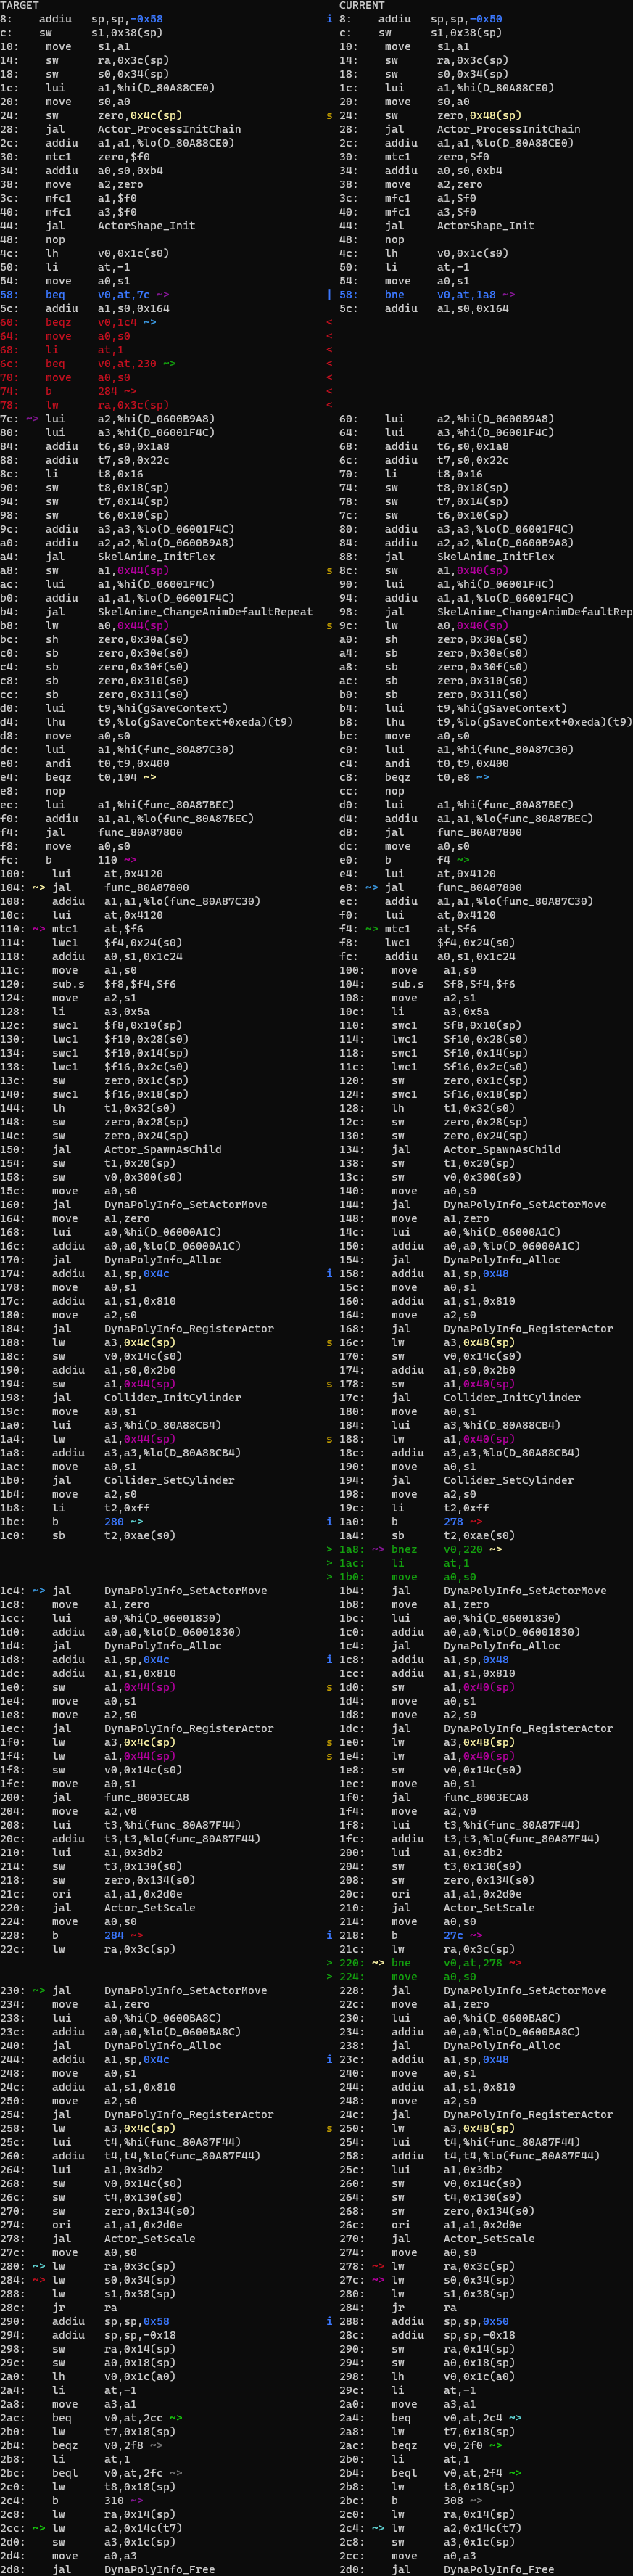 TARGET CURRENT
8: addiu sp,sp,-0x58 i 8: addiu sp,sp,-0x50
c: sw s1,0x38(sp) c: sw s1,0x38(sp)
10: move s1,a1 10: move s1,a1
14: sw ra,0x3c(sp) 14: sw ra,0x3c(sp)
18: sw s0,0x34(sp) 18: sw s0,0x34(sp)
1c: lui a1,%hi(D_80A88CE0) 1c: lui a1,%hi(D_80A88CE0)
20: move s0,a0 20: move s0,a0
24: sw zero,0x4c(sp) s 24: sw zero,0x48(sp)
28: jal Actor_ProcessInitChain 28: jal Actor_ProcessInitChain
2c: addiu a1,a1,%lo(D_80A88CE0) 2c: addiu a1,a1,%lo(D_80A88CE0)
30: mtc1 zero,$f0 30: mtc1 zero,$f0
34: addiu a0,s0,0xb4 34: addiu a0,s0,0xb4
38: move a2,zero 38: move a2,zero
3c: mfc1 a1,$f0 3c: mfc1 a1,$f0
40: mfc1 a3,$f0 40: mfc1 a3,$f0
44: jal ActorShape_Init 44: jal ActorShape_Init
48: nop 48: nop
4c: lh v0,0x1c(s0) 4c: lh v0,0x1c(s0)
50: li at,-1 50: li at,-1
54: move a0,s1 54: move a0,s1
58: beq v0,at,7c ~> | 58: bne v0,at,1a8 ~>
5c: addiu a1,s0,0x164 5c: addiu a1,s0,0x164
60: beqz v0,1c4 ~> <
64: move a0,s0 <
68: li at,1 <
6c: beq v0,at,230 ~> <
70: move a0,s0 <
74: b 284 ~> <
78: lw ra,0x3c(sp) <
7c: ~> lui a2,%hi(D_0600B9A8) 60: lui a2,%hi(D_0600B9A8)
80: lui a3,%hi(D_06001F4C) 64: lui a3,%hi(D_06001F4C)
84: addiu t6,s0,0x1a8 68: addiu t6,s0,0x1a8
88: addiu t7,s0,0x22c 6c: addiu t7,s0,0x22c
8c: li t8,0x16 70: li t8,0x16
90: sw t8,0x18(sp) 74: sw t8,0x18(sp)
94: sw t7,0x14(sp) 78: sw t7,0x14(sp)
98: sw t6,0x10(sp) 7c: sw t6,0x10(sp)
9c: addiu a3,a3,%lo(D_06001F4C) 80: addiu a3,a3,%lo(D_06001F4C)
a0: addiu a2,a2,%lo(D_0600B9A8) 84: addiu a2,a2,%lo(D_0600B9A8)
a4: jal SkelAnime_InitFlex 88: jal SkelAnime_InitFlex
a8: sw a1,0x44(sp) s 8c: sw a1,0x40(sp)
ac: lui a1,%hi(D_06001F4C) 90: lui a1,%hi(D_06001F4C)
b0: addiu a1,a1,%lo(D_06001F4C) 94: addiu a1,a1,%lo(D_06001F4C)
b4: jal SkelAnime_ChangeAnimDefaultRepeat 98: jal SkelAnime_ChangeAnimDefaultRep
b8: lw a0,0x44(sp) s 9c: lw a0,0x40(sp)
bc: sh zero,0x30a(s0) a0: sh zero,0x30a(s0)
c0: sb zero,0x30e(s0) a4: sb zero,0x30e(s0)
c4: sb zero,0x30f(s0) a8: sb zero,0x30f(s0)
c8: sb zero,0x310(s0) ac: sb zero,0x310(s0)
cc: sb zero,0x311(s0) b0: sb zero,0x311(s0)
d0: lui t9,%hi(gSaveContext) b4: lui t9,%hi(gSaveContext)
d4: lhu t9,%lo(gSaveContext+0xeda)(t9) b8: lhu t9,%lo(gSaveContext+0xeda)(t9)
d8: move a0,s0 bc: move a0,s0
dc: lui a1,%hi(func_80A87C30) c0: lui a1,%hi(func_80A87C30)
e0: andi t0,t9,0x400 c4: andi t0,t9,0x400
e4: beqz t0,104 ~> c8: beqz t0,e8 ~>
e8: nop cc: nop
ec: lui a1,%hi(func_80A87BEC) d0: lui a1,%hi(func_80A87BEC)
f0: addiu a1,a1,%lo(func_80A87BEC) d4: addiu a1,a1,%lo(func_80A87BEC)
f4: jal func_80A87800 d8: jal func_80A87800
f8: move a0,s0 dc: move a0,s0
fc: b 110 ~> e0: b f4 ~>
100: lui at,0x4120 e4: lui at,0x4120
104: ~> jal func_80A87800 e8: ~> jal func_80A87800
108: addiu a1,a1,%lo(func_80A87C30) ec: addiu a1,a1,%lo(func_80A87C30)
10c: lui at,0x4120 f0: lui at,0x4120
110: ~> mtc1 at,$f6 f4: ~> mtc1 at,$f6
114: lwc1 $f4,0x24(s0) f8: lwc1 $f4,0x24(s0)
118: addiu a0,s1,0x1c24 fc: addiu a0,s1,0x1c24
11c: move a1,s0 100: move a1,s0
120: sub.s $f8,$f4,$f6 104: sub.s $f8,$f4,$f6
124: move a2,s1 108: move a2,s1
128: li a3,0x5a 10c: li a3,0x5a
12c: swc1 $f8,0x10(sp) 110: swc1 $f8,0x10(sp)
130: lwc1 $f10,0x28(s0) 114: lwc1 $f10,0x28(s0)
134: swc1 $f10,0x14(sp) 118: swc1 $f10,0x14(sp)
138: lwc1 $f16,0x2c(s0) 11c: lwc1 $f16,0x2c(s0)
13c: sw zero,0x1c(sp) 120: sw zero,0x1c(sp)
140: swc1 $f16,0x18(sp) 124: swc1 $f16,0x18(sp)
144: lh t1,0x32(s0) 128: lh t1,0x32(s0)
148: sw zero,0x28(sp) 12c: sw zero,0x28(sp)
14c: sw zero,0x24(sp) 130: sw zero,0x24(sp)
150: jal Actor_SpawnAsChild 134: jal Actor_SpawnAsChild
154: sw t1,0x20(sp) 138: sw t1,0x20(sp)
158: sw v0,0x300(s0) 13c: sw v0,0x300(s0)
15c: move a0,s0 140: move a0,s0
160: jal DynaPolyInfo_SetActorMove 144: jal DynaPolyInfo_SetActorMove
164: move a1,zero 148: move a1,zero
168: lui a0,%hi(D_06000A1C) 14c: lui a0,%hi(D_06000A1C)
16c: addiu a0,a0,%lo(D_06000A1C) 150: addiu a0,a0,%lo(D_06000A1C)
170: jal DynaPolyInfo_Alloc 154: jal DynaPolyInfo_Alloc
174: addiu a1,sp,0x4c i 158: addiu a1,sp,0x48
178: move a0,s1 15c: move a0,s1
17c: addiu a1,s1,0x810 160: addiu a1,s1,0x810
180: move a2,s0 164: move a2,s0
184: jal DynaPolyInfo_RegisterActor 168: jal DynaPolyInfo_RegisterActor
188: lw a3,0x4c(sp) s 16c: lw a3,0x48(sp)
18c: sw v0,0x14c(s0) 170: sw v0,0x14c(s0)
190: addiu a1,s0,0x2b0 174: addiu a1,s0,0x2b0
194: sw a1,0x44(sp) s 178: sw a1,0x40(sp)
198: jal Collider_InitCylinder 17c: jal Collider_InitCylinder
19c: move a0,s1 180: move a0,s1
1a0: lui a3,%hi(D_80A88CB4) 184: lui a3,%hi(D_80A88CB4)
1a4: lw a1,0x44(sp) s 188: lw a1,0x40(sp)
1a8: addiu a3,a3,%lo(D_80A88CB4) 18c: addiu a3,a3,%lo(D_80A88CB4)
1ac: move a0,s1 190: move a0,s1
1b0: jal Collider_SetCylinder 194: jal Collider_SetCylinder
1b4: move a2,s0 198: move a2,s0
1b8: li t2,0xff 19c: li t2,0xff
1bc: b 280 ~> i 1a0: b 278 ~>
1c0: sb t2,0xae(s0) 1a4: sb t2,0xae(s0)
> 1a8: ~> bnez v0,220 ~>
> 1ac: li at,1
> 1b0: move a0,s0
1c4: ~> jal DynaPolyInfo_SetActorMove 1b4: jal DynaPolyInfo_SetActorMove
1c8: move a1,zero 1b8: move a1,zero
1cc: lui a0,%hi(D_06001830) 1bc: lui a0,%hi(D_06001830)
1d0: addiu a0,a0,%lo(D_06001830) 1c0: addiu a0,a0,%lo(D_06001830)
1d4: jal DynaPolyInfo_Alloc 1c4: jal DynaPolyInfo_Alloc
1d8: addiu a1,sp,0x4c i 1c8: addiu a1,sp,0x48
1dc: addiu a1,s1,0x810 1cc: addiu a1,s1,0x810
1e0: sw a1,0x44(sp) s 1d0: sw a1,0x40(sp)
1e4: move a0,s1 1d4: move a0,s1
1e8: move a2,s0 1d8: move a2,s0
1ec: jal DynaPolyInfo_RegisterActor 1dc: jal DynaPolyInfo_RegisterActor
1f0: lw a3,0x4c(sp) s 1e0: lw a3,0x48(sp)
1f4: lw a1,0x44(sp) s 1e4: lw a1,0x40(sp)
1f8: sw v0,0x14c(s0) 1e8: sw v0,0x14c(s0)
1fc: move a0,s1 1ec: move a0,s1
200: jal func_8003ECA8 1f0: jal func_8003ECA8
204: move a2,v0 1f4: move a2,v0
208: lui t3,%hi(func_80A87F44) 1f8: lui t3,%hi(func_80A87F44)
20c: addiu t3,t3,%lo(func_80A87F44) 1fc: addiu t3,t3,%lo(func_80A87F44)
210: lui a1,0x3db2 200: lui a1,0x3db2
214: sw t3,0x130(s0) 204: sw t3,0x130(s0)
218: sw zero,0x134(s0) 208: sw zero,0x134(s0)
21c: ori a1,a1,0x2d0e 20c: ori a1,a1,0x2d0e
220: jal Actor_SetScale 210: jal Actor_SetScale
224: move a0,s0 214: move a0,s0
228: b 284 ~> i 218: b 27c ~>
22c: lw ra,0x3c(sp) 21c: lw ra,0x3c(sp)
> 220: ~> bne v0,at,278 ~>
> 224: move a0,s0
230: ~> jal DynaPolyInfo_SetActorMove 228: jal DynaPolyInfo_SetActorMove
234: move a1,zero 22c: move a1,zero
238: lui a0,%hi(D_0600BA8C) 230: lui a0,%hi(D_0600BA8C)
23c: addiu a0,a0,%lo(D_0600BA8C) 234: addiu a0,a0,%lo(D_0600BA8C)
240: jal DynaPolyInfo_Alloc 238: jal DynaPolyInfo_Alloc
244: addiu a1,sp,0x4c i 23c: addiu a1,sp,0x48
248: move a0,s1 240: move a0,s1
24c: addiu a1,s1,0x810 244: addiu a1,s1,0x810
250: move a2,s0 248: move a2,s0
254: jal DynaPolyInfo_RegisterActor 24c: jal DynaPolyInfo_RegisterActor
258: lw a3,0x4c(sp) s 250: lw a3,0x48(sp)
25c: lui t4,%hi(func_80A87F44) 254: lui t4,%hi(func_80A87F44)
260: addiu t4,t4,%lo(func_80A87F44) 258: addiu t4,t4,%lo(func_80A87F44)
264: lui a1,0x3db2 25c: lui a1,0x3db2
268: sw v0,0x14c(s0) 260: sw v0,0x14c(s0)
26c: sw t4,0x130(s0) 264: sw t4,0x130(s0)
270: sw zero,0x134(s0) 268: sw zero,0x134(s0)
274: ori a1,a1,0x2d0e 26c: ori a1,a1,0x2d0e
278: jal Actor_SetScale 270: jal Actor_SetScale
27c: move a0,s0 274: move a0,s0
280: ~> lw ra,0x3c(sp) 278: ~> lw ra,0x3c(sp)
284: ~> lw s0,0x34(sp) 27c: ~> lw s0,0x34(sp)
288: lw s1,0x38(sp) 280: lw s1,0x38(sp)
28c: jr ra 284: jr ra
290: addiu sp,sp,0x58 i 288: addiu sp,sp,0x50
294: addiu sp,sp,-0x18 28c: addiu sp,sp,-0x18
298: sw ra,0x14(sp) 290: sw ra,0x14(sp)
29c: sw a0,0x18(sp) 294: sw a0,0x18(sp)
2a0: lh v0,0x1c(a0) 298: lh v0,0x1c(a0)
2a4: li at,-1 29c: li at,-1
2a8: move a3,a1 2a0: move a3,a1
2ac: beq v0,at,2cc ~> 2a4: beq v0,at,2c4 ~>
2b0: lw t7,0x18(sp) 2a8: lw t7,0x18(sp)
2b4: beqz v0,2f8 ~> 2ac: beqz v0,2f0 ~>
2b8: li at,1 2b0: li at,1
2bc: beql v0,at,2fc ~> 2b4: beql v0,at,2f4 ~>
2c0: lw t8,0x18(sp) 2b8: lw t8,0x18(sp)
2c4: b 310 ~> 2bc: b 308 ~>
2c8: lw ra,0x14(sp) 2c0: lw ra,0x14(sp)
2cc: ~> lw a2,0x14c(t7) 2c4: ~> lw a2,0x14c(t7)
2d0: sw a3,0x1c(sp) 2c8: sw a3,0x1c(sp)
2d4: move a0,a3 2cc: move a0,a3
2d8: jal DynaPolyInfo_Free 2d0: jal DynaPolyInfo_Free